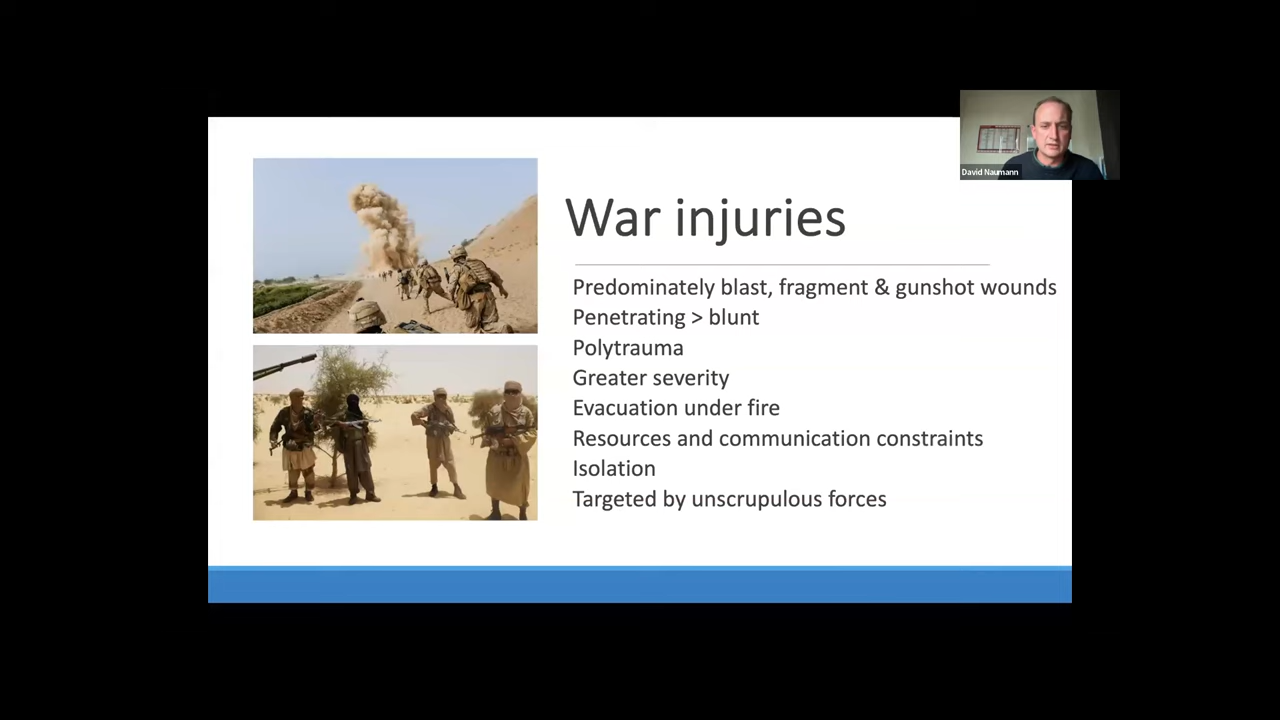 David Naumann
War injuries
Predominately blast, fragment & gunshot wounds
Penetrating > blunt
Polytrauma
Greater severity
Evacuation under fire
Resources and communication constraints
Isolation
Targeted by unscrupulous forces